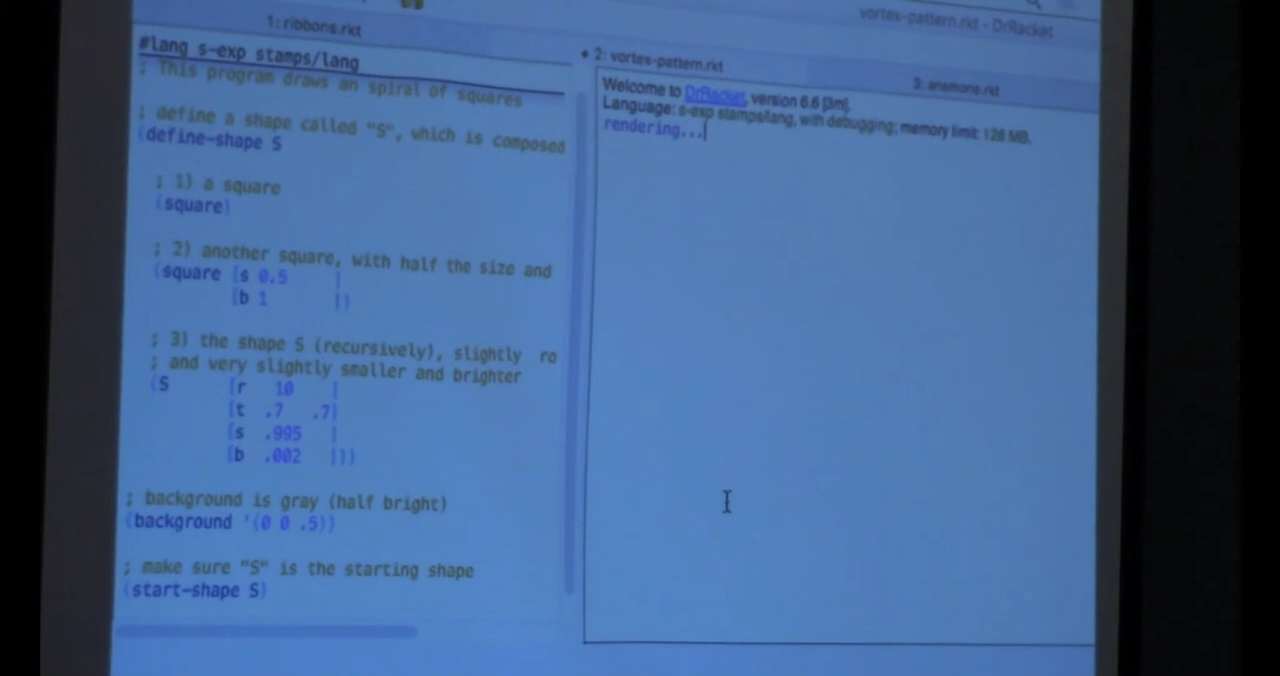 vortex-pattern.rkt - DrRacket
1: ribbons.rkt
• 2: vortex-pattern.rkt
3: anemone.rkt
#lang s-exp stamps/lang
; This program draws an spiral of squares
; define a shape called "S", which is composed
(define-shape S
; 1) a square
(square)
; 2) another square, with half the size and
(square [s 0.5 ]
[b 1 ])
; 3) the shape S (recursively), slightly ro
; and very slightly smaller and brighter
(S [r 10 ]
[t .7 .7]
[s .995 ]
[b .002 ]))
; background is gray (half bright)
(background '(0 0 .5))
; make sure "S" is the starting shape
(start-shape S)
Welcome to DrRacket, version 6.6 [3m].
Language: s-exp stamps/lang, with debugging; memory limit: 128 MB.
rendering...